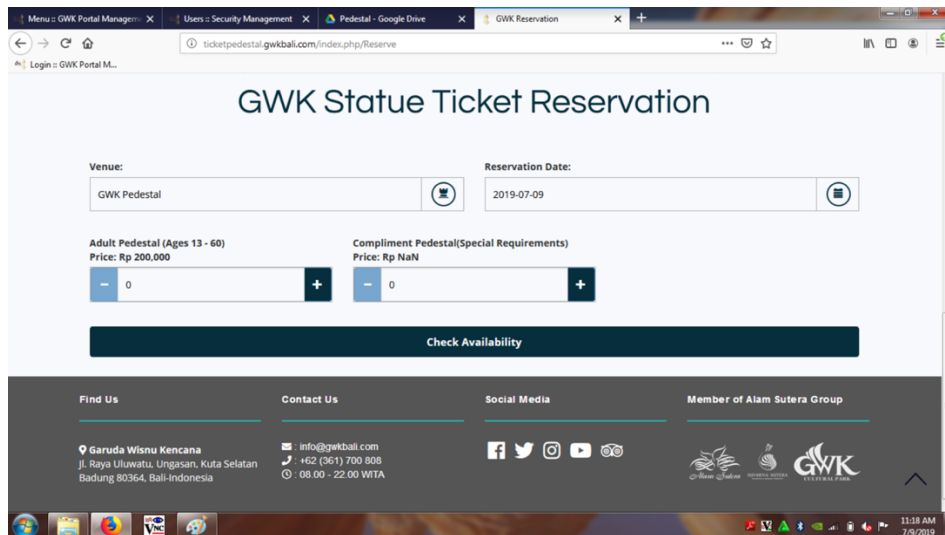 Menu :: GWK Portal Managem
Users :: Security Management
Pedestal - Google Drive
GWK Reservation
ticketpedestal.gwkbali.com/index.php/Reserve
Login :: GWK Portal M...
GWK Statue Ticket Reservation
Venue:
Reservation Date:
GWK Pedestal
2019-07-09
Adult Pedestal (Ages 13 - 60)
Price: Rp 200,000
Compliment Pedestal(Special Requirements)
Price: Rp NaN
0
0
Check Availability
Find Us
Contact Us
Social Media
Member of Alam Sutera Group
Garuda Wisnu Kencana
Jl. Raya Uluwatu, Ungasan, Kuta Selatan
Badung 80364, Bali-Indonesia
: info@gwkbali.com
: +62 (361) 700 808
: 08.00 - 22.00 WITA
Alam Sutera
GWK
CULTURAL PARK
VNC
11:18 AM
7/9/2019